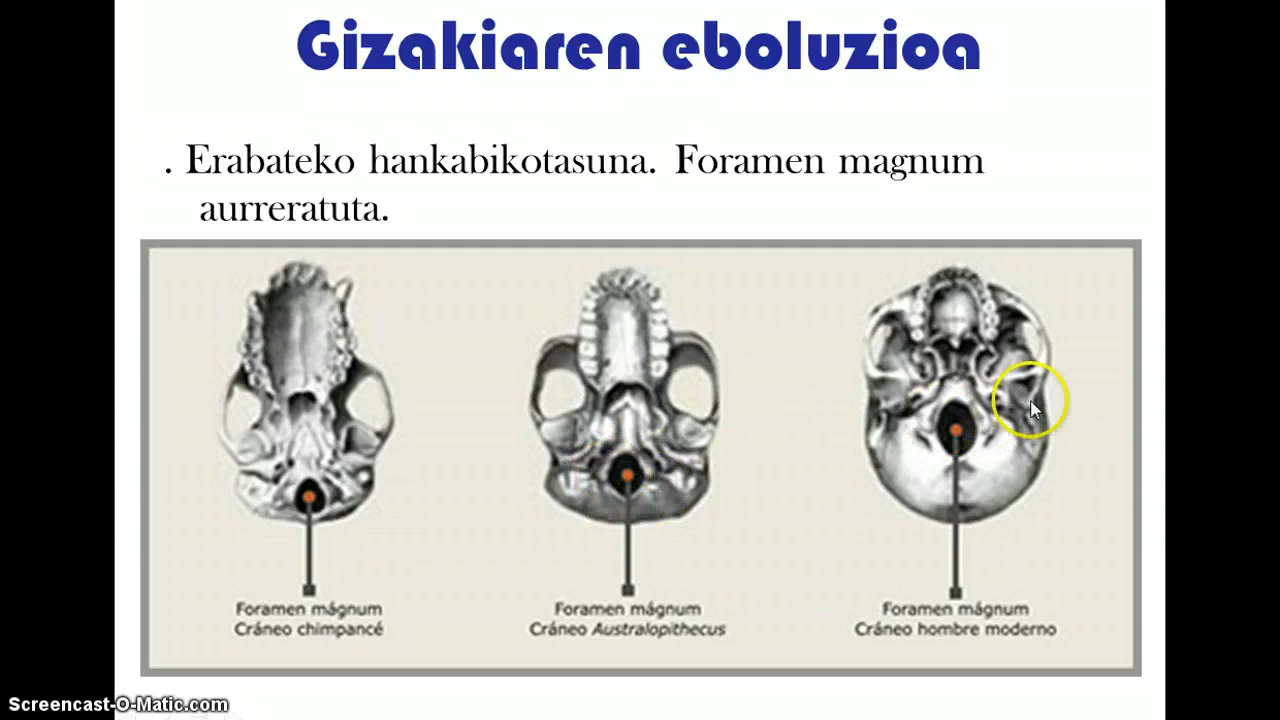 Gizakiaren eboluzioa
. Erabateko hankabikotasuna. Foramen magnum
aurreratuta.
Foramen mágnum
Cráneo chimpancé
Foramen mágnum
Cráneo Australopithecus
Foramen mágnum
Cráneo hombre moderno
Screencast-O-Matic.com